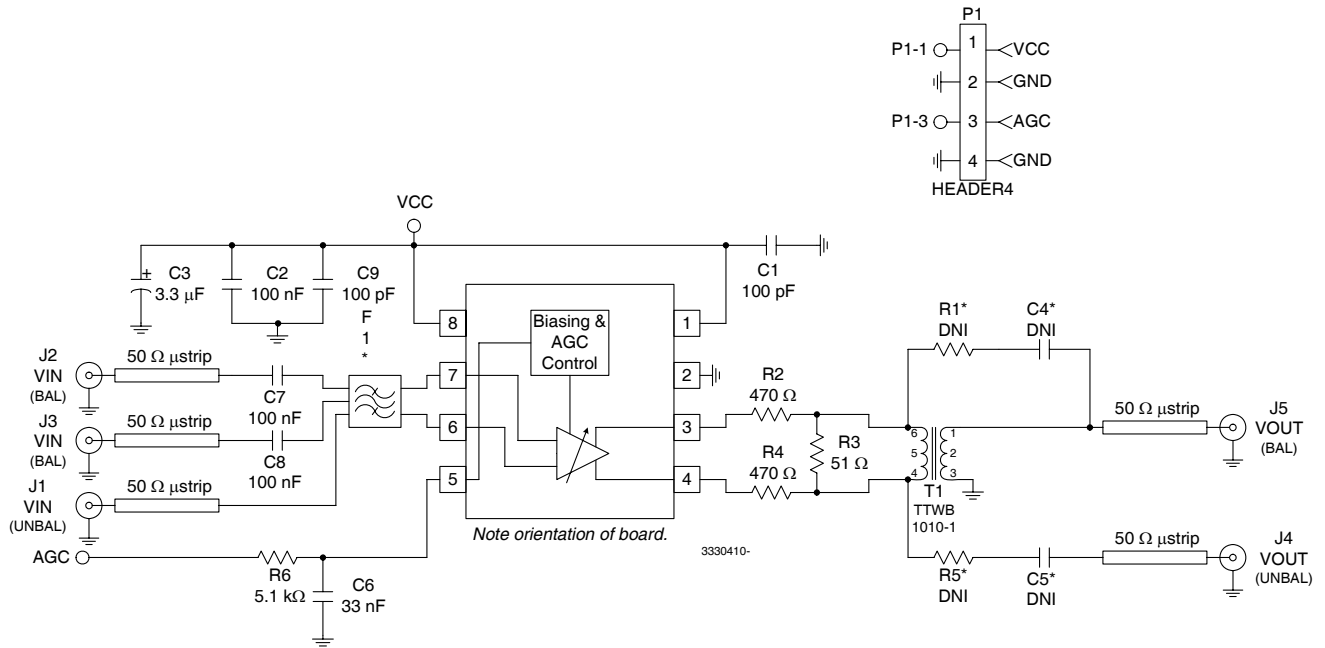 P1
P1-1
1
VCC
2
GND
P1-3
3
AGC
4
GND
HEADER4
VCC
+
C3
3.3 µF
C2
100 nF
C9
100 pF
C1
100 pF
F
1
*
8
Biasing &
AGC
Control
1
J2
VIN
(BAL)
50 Ω µstrip
C7
100 nF
7
2
J3
VIN
(BAL)
50 Ω µstrip
C8
100 nF
6
3
J1
VIN
(UNBAL)
50 Ω µstrip
5
4
Note orientation of board.
3330410-
AGC
R6
5.1 kΩ
C6
33 nF
R2
470 Ω
R4
470 Ω
R3
51 Ω
R1*
DNI
C4*
DNI
6
5
4
1
2
3
T1
TTWB
1010-1
50 Ω µstrip
J5
VOUT
(BAL)
R5*
DNI
C5*
DNI
50 Ω µstrip
J4
VOUT
(UNBAL)